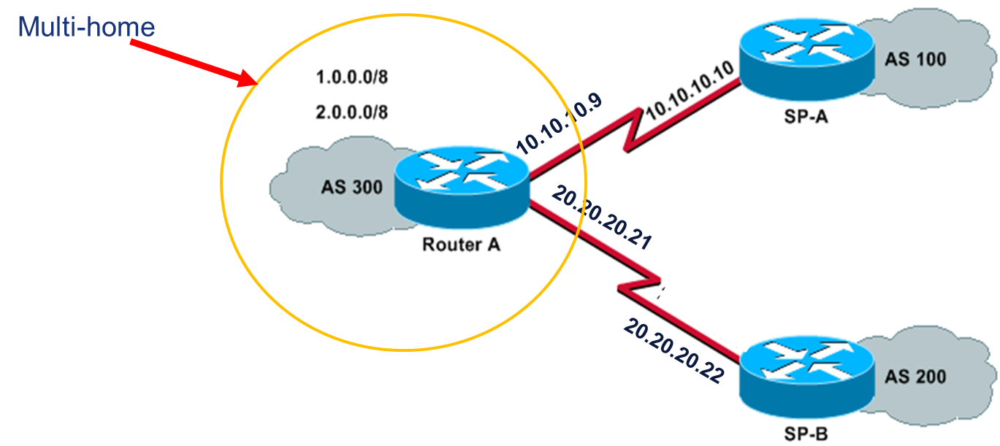 Multi-home
1.0.0.0/8
2.0.0.0/8
AS 300
Router A
10.10.10.9
10.10.10.10
AS 100
SP-A
20.20.20.21
20.20.20.22
AS 200
SP-B